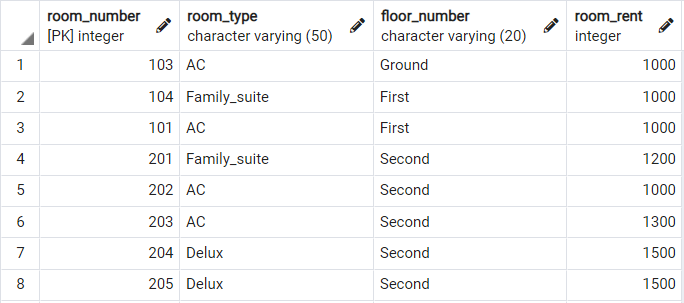 room_number room_type floor_number room_rent
[PK] integer character varying (50) character varying (20) integer
1 103 AC Ground 1000
2 104 Family_suite First 1000
3 101 AC First 1000
4 201 Family_suite Second 1200
5 202 AC Second 1000
6 203 AC Second 1300
7 204 Delux Second 1500
8 205 Delux Second 1500